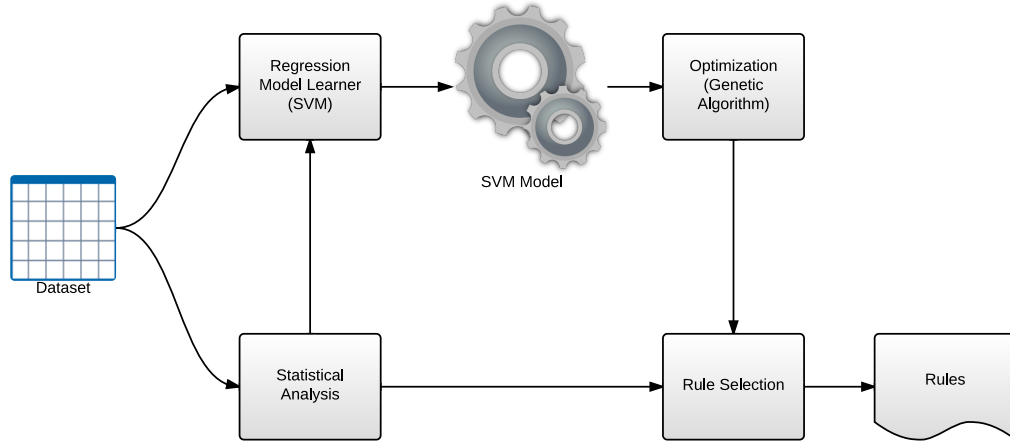 Regression
Model Learner
(SVM)
Optimization
(Genetic
Algorithm)
SVM Model
Dataset
Statistical
Analysis
Rule Selection
Rules